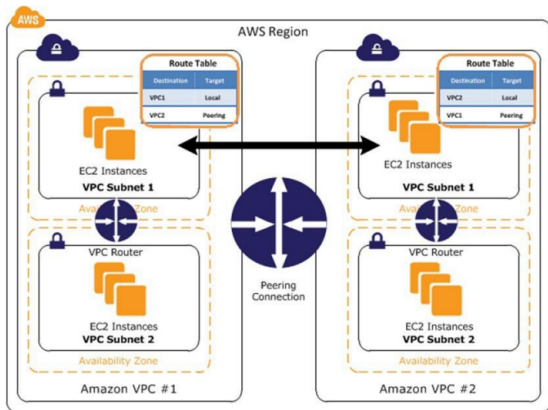 AWS
AWS Region
Route Table
Destination Target
VPC1 Local
VPC2 Peering
EC2 Instances
VPC Subnet 1
Availability Zone
VPC Router
EC2 Instances
VPC Subnet 2
Availability Zone
Amazon VPC #1
Peering
Connection
Route Table
Destination Target
VPC2 Local
VPC1 Peering
EC2 Instances
VPC Subnet 1
Availability Zone
VPC Router
EC2 Instances
VPC Subnet 2
Availability Zone
Amazon VPC #2